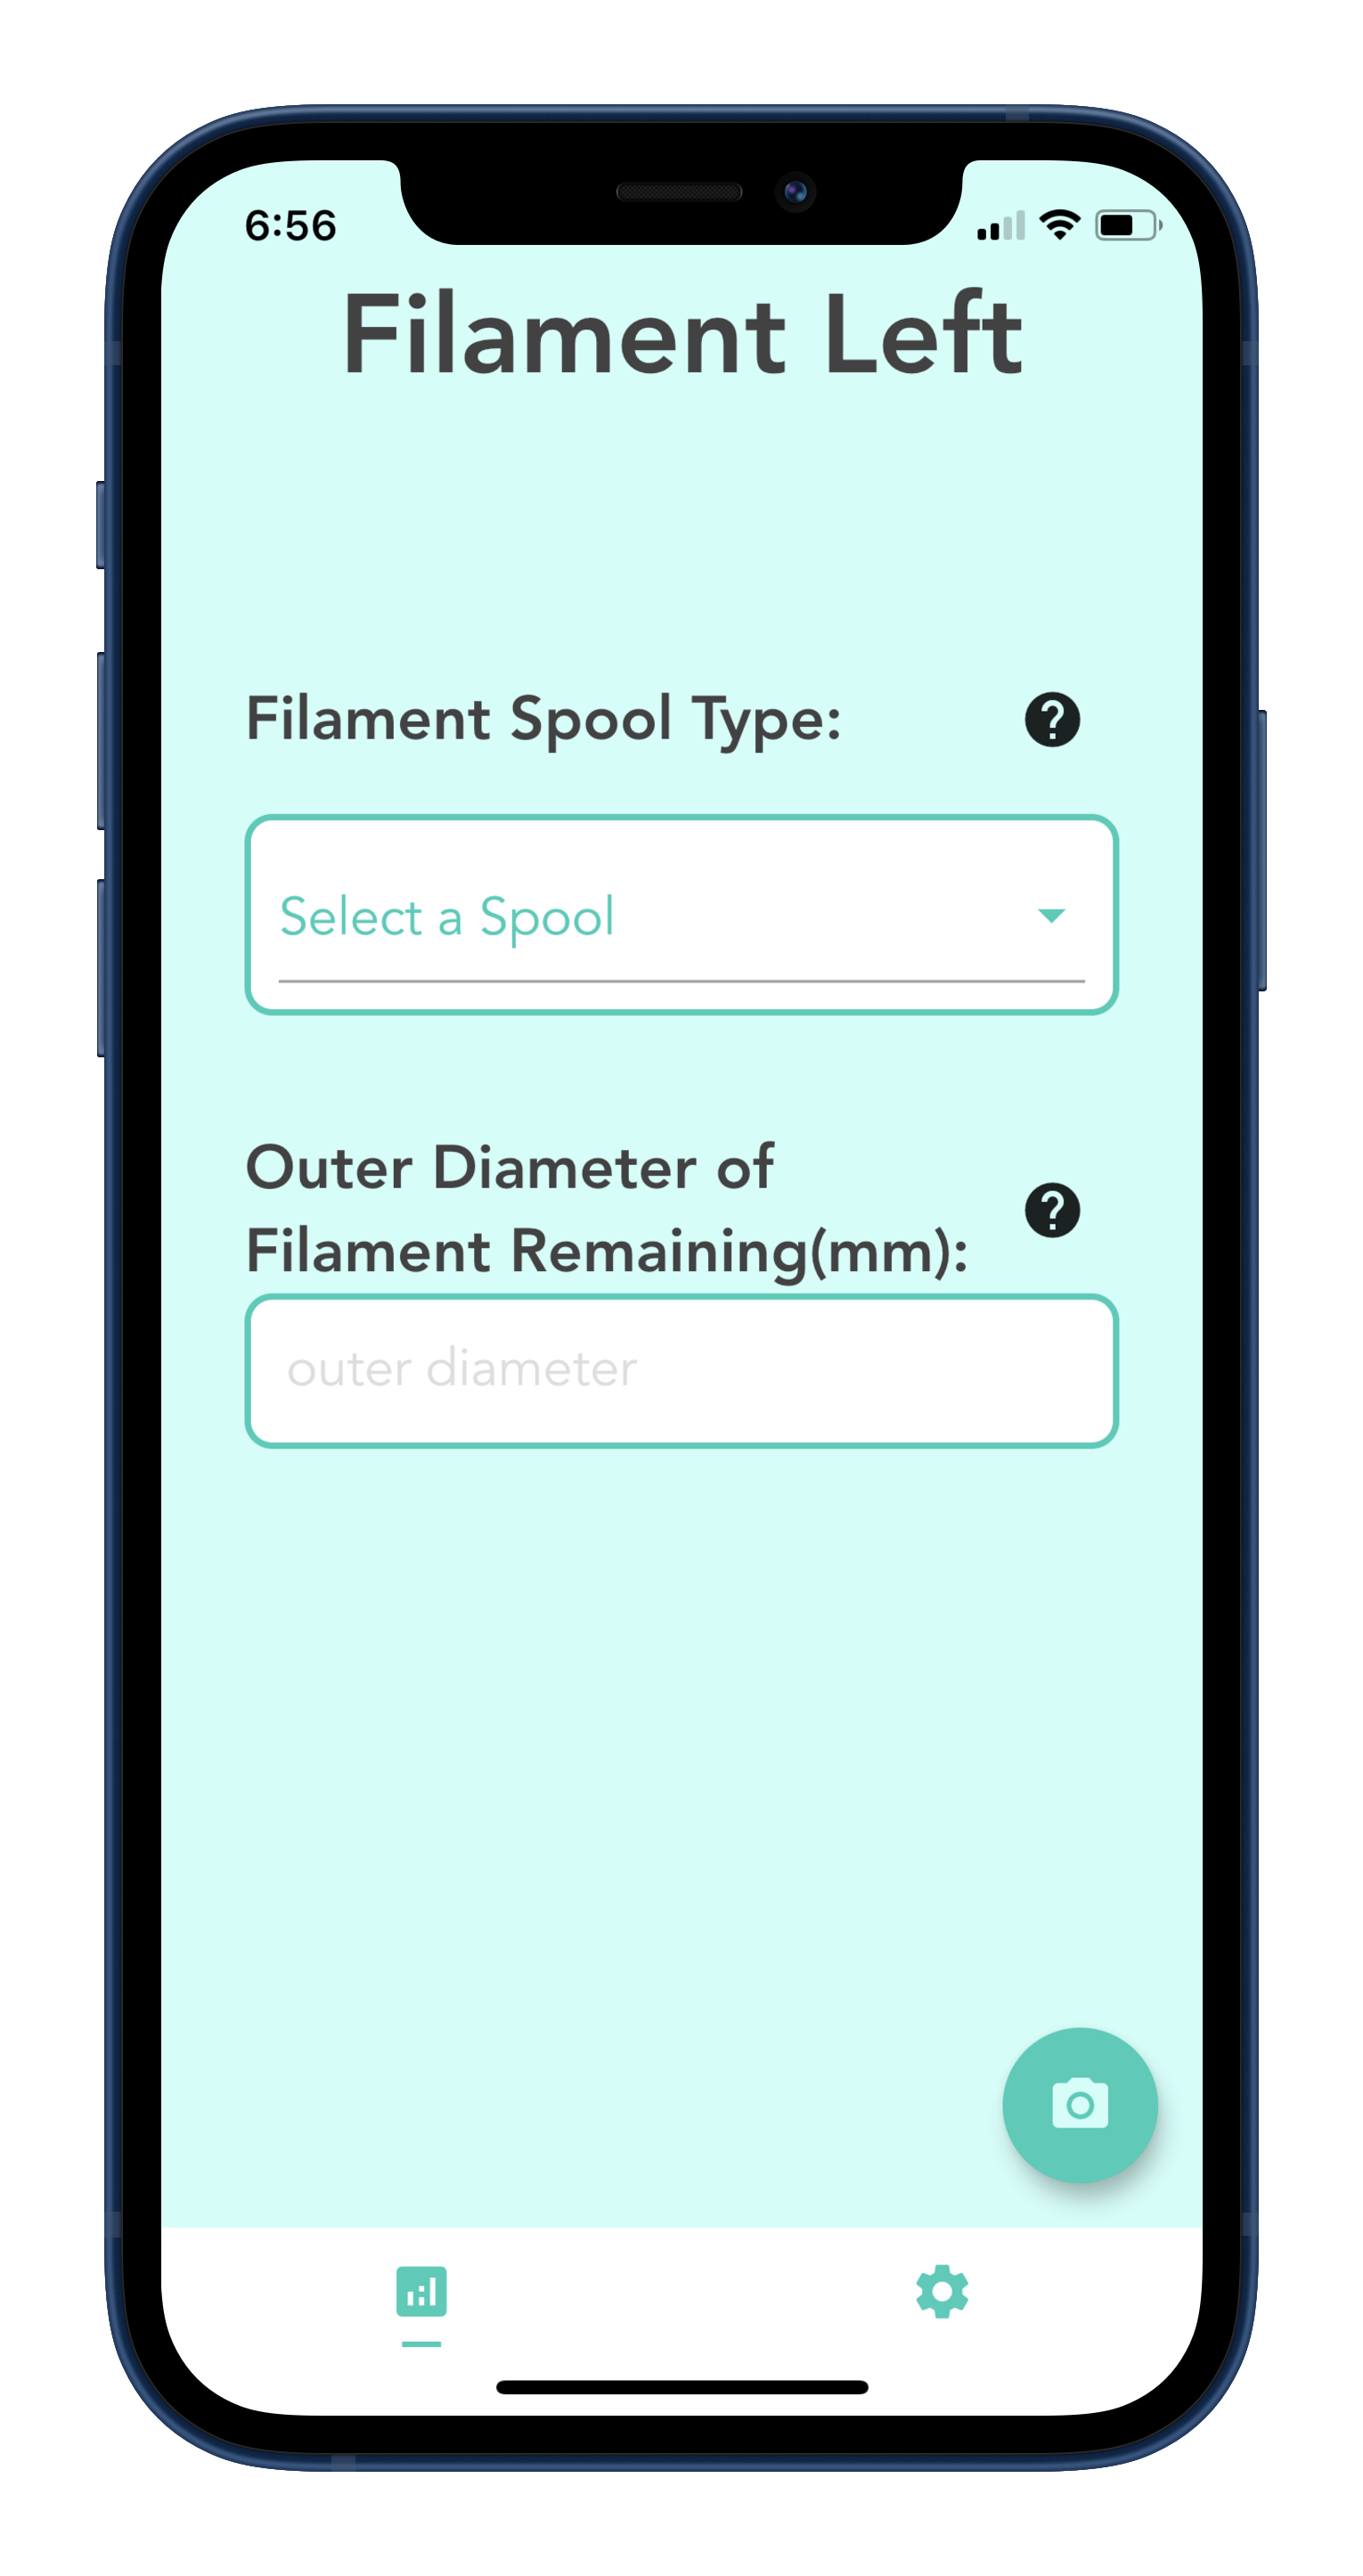 6:56
Filament Left
Filament Spool Type:
Select a Spool
Outer Diameter of
Filament Remaining(mm):
outer diameter